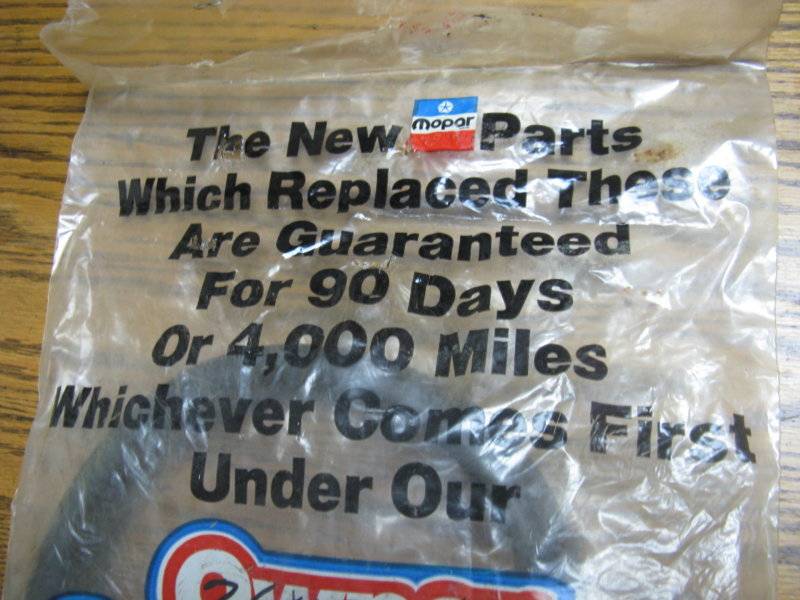 The New Mopar Parts
Which Replaced These
Are Guaranteed
For 90 Days
Or 4,000 Miles
Whichever Comes First
Under Our